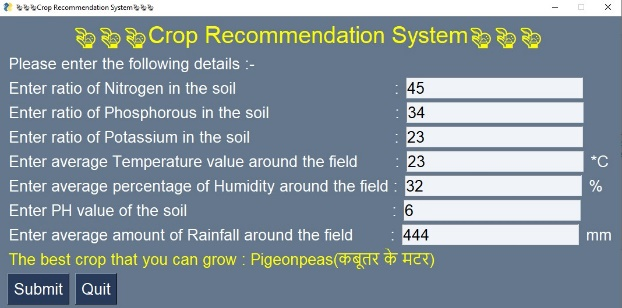 Crop Recommendation System
Crop Recommendation System
Please enter the following details :-
Enter ratio of Nitrogen in the soil : 45
Enter ratio of Phosphorous in the soil : 34
Enter ratio of Potassium in the soil : 23
Enter average Temperature value around the field : 23 *C
Enter average percentage of Humidity around the field : 32 %
Enter PH value of the soil : 6
Enter average amount of Rainfall around the field : 444 mm
The best crop that you can grow : Pigeonpeas(कबूतर के मटर)
Submit Quit